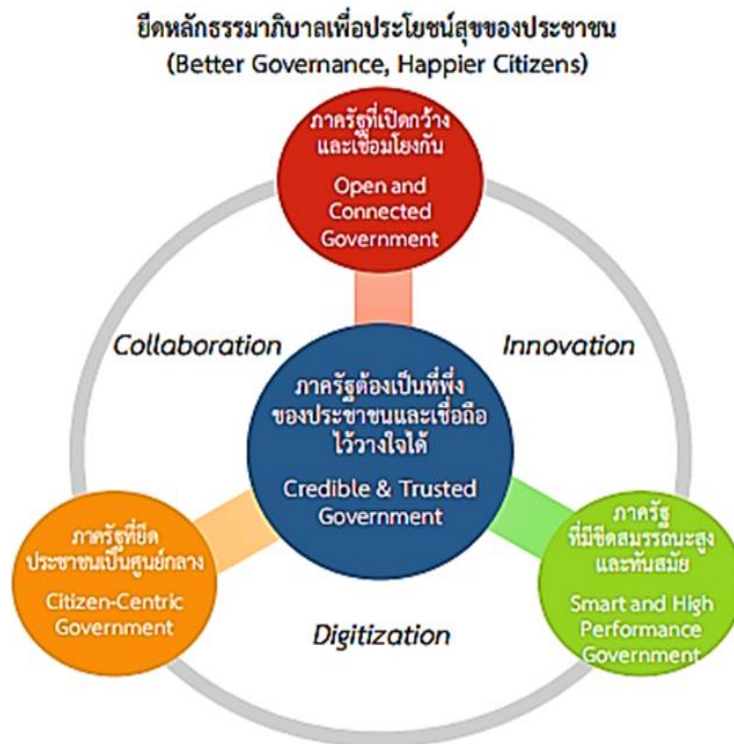 ยึดหลักธรรมาภิบาลเพื่อประโยชน์สุขของประชาชน
(Better Governance, Happier Citizens)
ภาครัฐที่เปิดกว้าง
และเชื่อมโยงกัน
Open and
Connected
Government
Collaboration
Innovation
ภาครัฐต้องเป็นที่พึ่ง
ของประชาชนและเชื่อถือ
ไว้วางใจได้
Credible & Trusted
Government
ภาครัฐที่ยึด
ประชาชนเป็นศูนย์กลาง
Citizen-Centric
Government
ภาครัฐ
ที่มีขีดสมรรถนะสูง
และทันสมัย
Smart and High
Performance
Government
Digitization